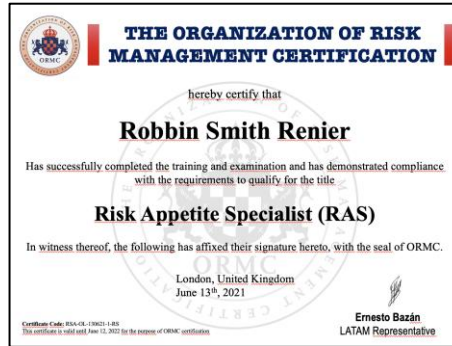 ORMC
THE ORGANIZATION OF RISK
MANAGEMENT CERTIFICATION
hereby certify that
Robbin Smith Renier
Has successfully completed the training and examination and has demonstrated compliance
with the requirements to qualify for the title
Risk Appetite Specialist (RAS)
In witness thereof, the following has affixed their signature hereto, with the seal of ORMC.
ORMC
London, United Kingdom
June 13th, 2021
Ernesto Bazán
LATAM Representative
Certificate Code: RSA-OL-130621-1-RS
This certificate is valid until June 12, 2022 for the purpose of ORMC certification